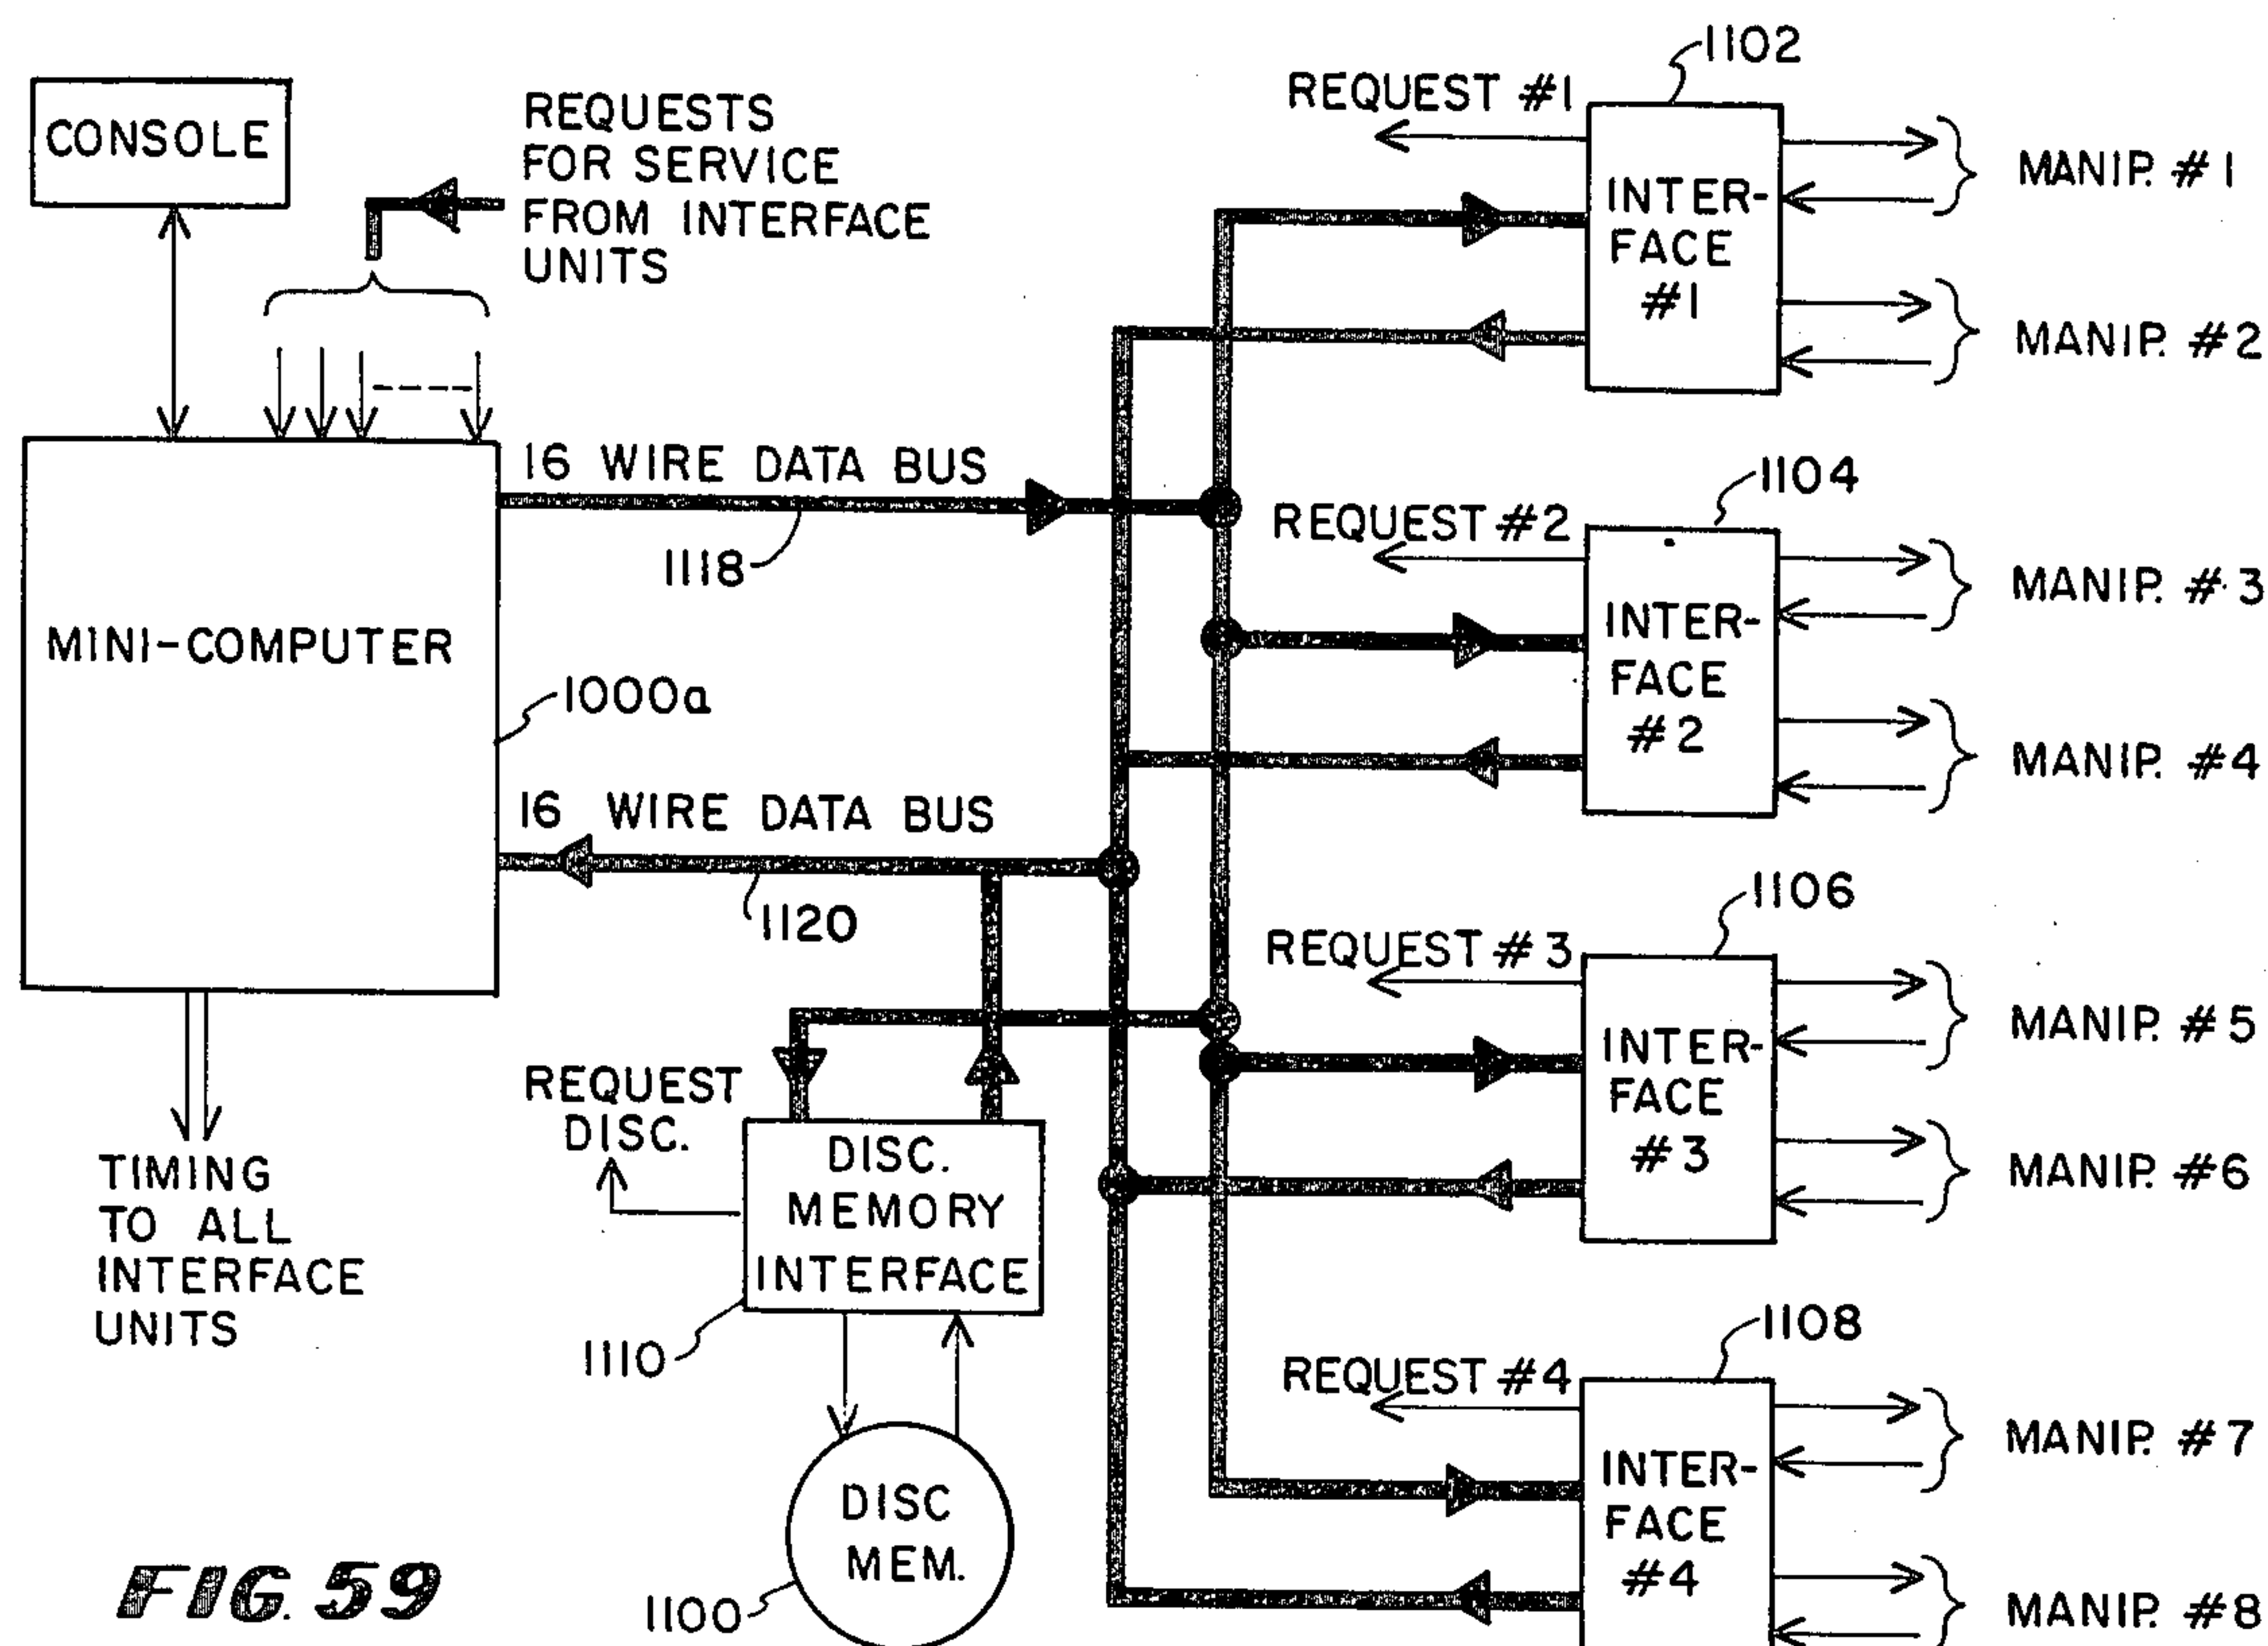 CONSOLE
REQUESTS
FOR SERVICE
FROM INTERFACE
UNITS
MINI-COMPUTER
1000a
16 WIRE DATA BUS
1118
16 WIRE DATA BUS
1120
TIMING
TO ALL
INTERFACE
UNITS
REQUEST
DISC.
DISC.
MEMORY
INTERFACE
1110
DISC
MEM.
1100
1102
REQUEST #1
INTER-
FACE
#1
MANIP. #1
MANIP. #2
1104
REQUEST #2
INTER-
FACE
#2
MANIP. #3
MANIP. #4
1106
REQUEST #3
INTER-
FACE
#3
MANIP. #5
MANIP. #6
1108
REQUEST #4
INTER-
FACE
#4
MANIP. #7
MANIP. #8
FIG. 59